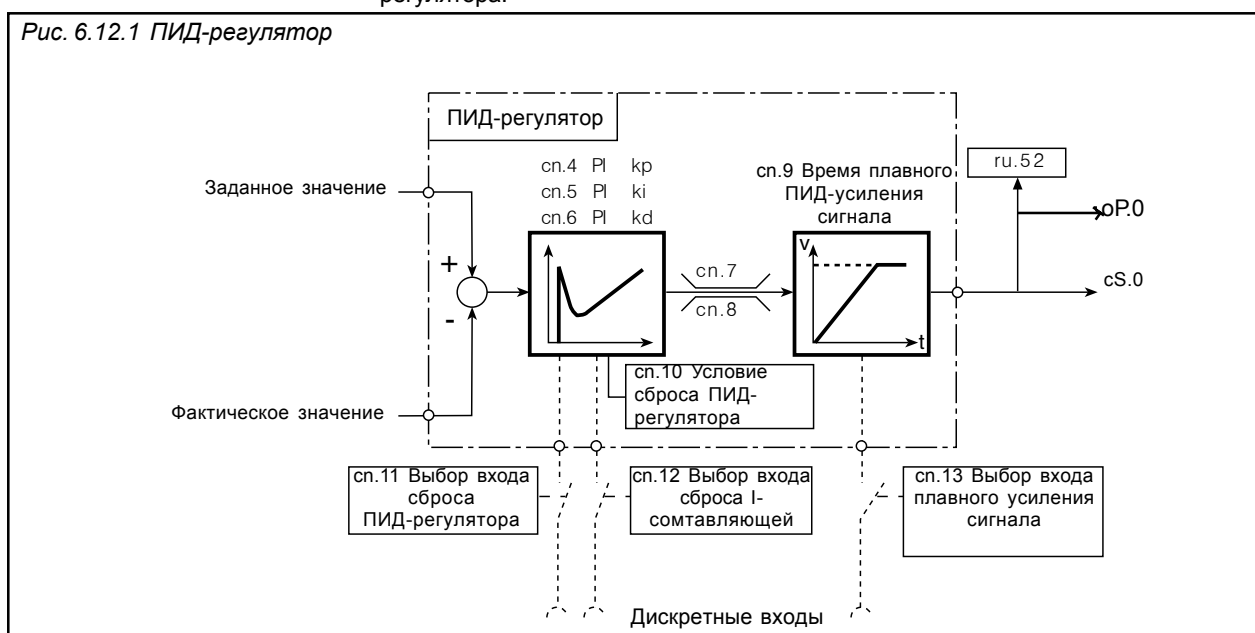 регулятора.
Рис. 6.12.1 ПИД-регулятор
ПИД-регулятор
Заданное значение
cn.4 PI kp
cn.5 PI ki
cn.6 PI kd
cn.9 Время плавного
ПИД-усиления
сигнала
ru.52
oP.0
+
-
cn.7
cn.8
v
t
cS.0
Фактическое значение
cn.10 Условие
сброса ПИД-
регулятора
cn.11 Выбор входа
сброса
ПИД-регулятора
cn.12 Выбор входа
сброса I-
сомтавляющей
cn.13 Выбор входа
плавного усиления
сигнала
Дискретные входы